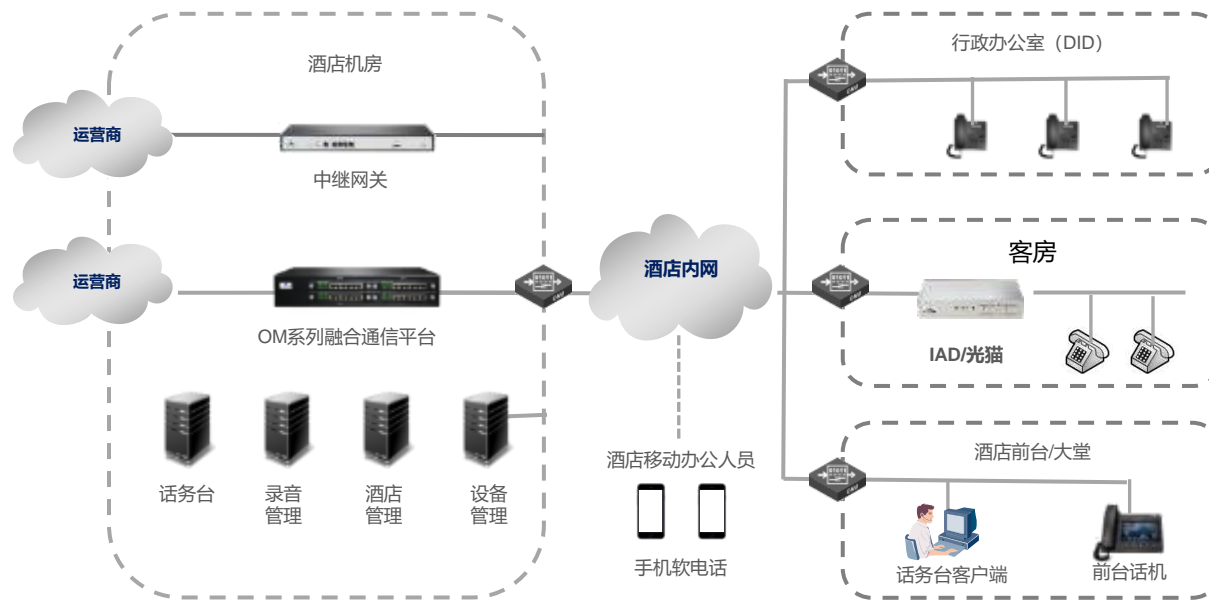 酒店机房
运营商
中继网关
运营商
OM系列融合通信平台
话务台
录音
管理
酒店
管理
设备
管理
酒店内网
酒店移动办公人员
手机软电话
行政办公室（DID）
客房
IAD/光猫
酒店前台/大堂
话务台客户端
前台话机